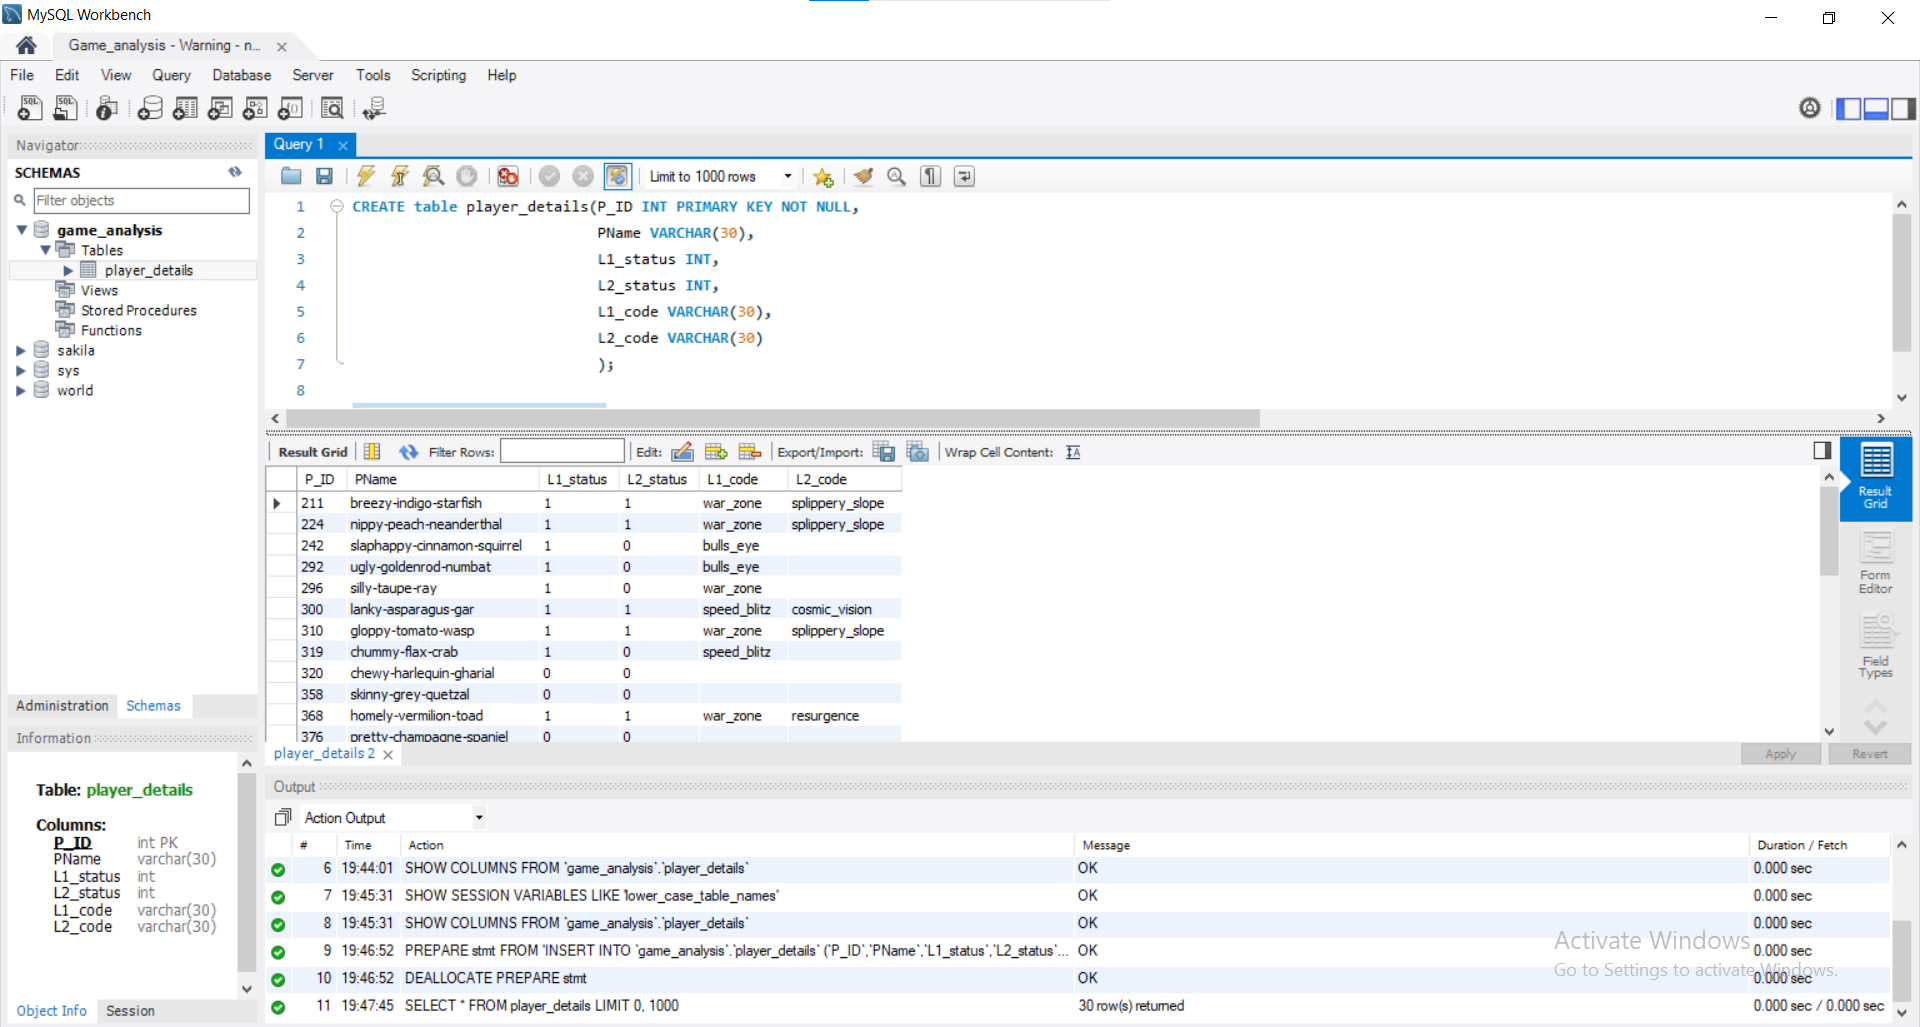 MySQL Workbench
Game_analysis - Warning - n...
File Edit View Query Database Server Tools Scripting Help
Navigator
SCHEMAS
Filter objects
game_analysis
Tables
player_details
Views
Stored Procedures
Functions
sakila
sys
world
Administration Schemas
Information
Table: player_details
Columns:
P_ID int PK
PName varchar(30)
L1_status int
L2_status int
L1_code varchar(30)
L2_code varchar(30)
Object Info Session
Query 1
Limit to 1000 rows
1 CREATE table player_details(P_ID INT PRIMARY KEY NOT NULL,
2 PName VARCHAR(30),
3 L1_status INT,
4 L2_status INT,
5 L1_code VARCHAR(30),
6 L2_code VARCHAR(30)
7 );
8
Result Grid Filter Rows: Edit: Export/Import: Wrap Cell Content:
P_ID PName L1_status L2_status L1_code L2_code
211 breezy-indigo-starfish 1 1 war_zone splippery_slope
224 nippy-peach-neanderthal 1 1 war_zone splippery_slope
242 slaphappy-cinnamon-squirrel 1 0 bulls_eye
292 ugly-goldenrod-numbat 1 0 bulls_eye
296 silly-taupe-ray 1 0 war_zone
300 lanky-asparagus-gar 1 1 speed_blitz cosmic_vision
310 gloppy-tomato-wasp 1 1 war_zone splippery_slope
319 chummy-flax-crab 1 0 speed_blitz
320 chewy-harlequin-gharial 0 0
358 skinny-grey-quetzal 0 0
368 homely-vermilion-toad 1 1 war_zone resurgence
376 pretty-champagne-spaniel 0 0
Result Grid
Form Editor
Field Types
player_details 2
Apply Revert
Output
Action Output
# Time Action Message Duration / Fetch
6 19:44:01 SHOW COLUMNS FROM `game_analysis`.`player_details` OK 0.000 sec
7 19:45:31 SHOW SESSION VARIABLES LIKE 'lower_case_table_names' OK 0.000 sec
8 19:45:31 SHOW COLUMNS FROM `game_analysis`.`player_details` OK 0.000 sec
9 19:46:52 PREPARE stmt FROM 'INSERT INTO `game_analysis`.`player_details` (`P_ID`,`PName`,`L1_status`,`L2_status`... OK 0.000 sec
10 19:46:52 DEALLOCATE PREPARE stmt OK 0.000 sec
11 19:47:45 SELECT * FROM player_details LIMIT 0, 1000 30 row(s) returned 0.000 sec / 0.000 sec
Activate Windows
Go to Settings to activate Windows.